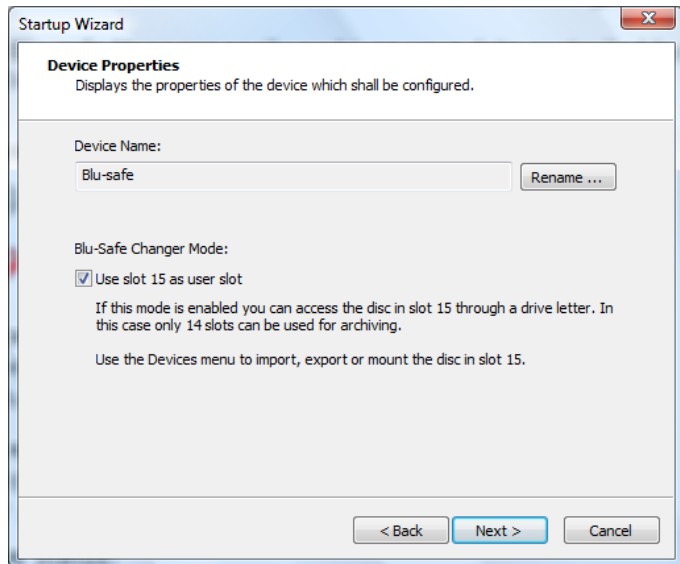 Startup Wizard
Device Properties
Displays the properties of the device which shall be configured.
Device Name:
Blu-safe
Rename ...
Blu-Safe Changer Mode:
Use slot 15 as user slot
If this mode is enabled you can access the disc in slot 15 through a drive letter. In
this case only 14 slots can be used for archiving.
Use the Devices menu to import, export or mount the disc in slot 15.
< Back
Next >
Cancel